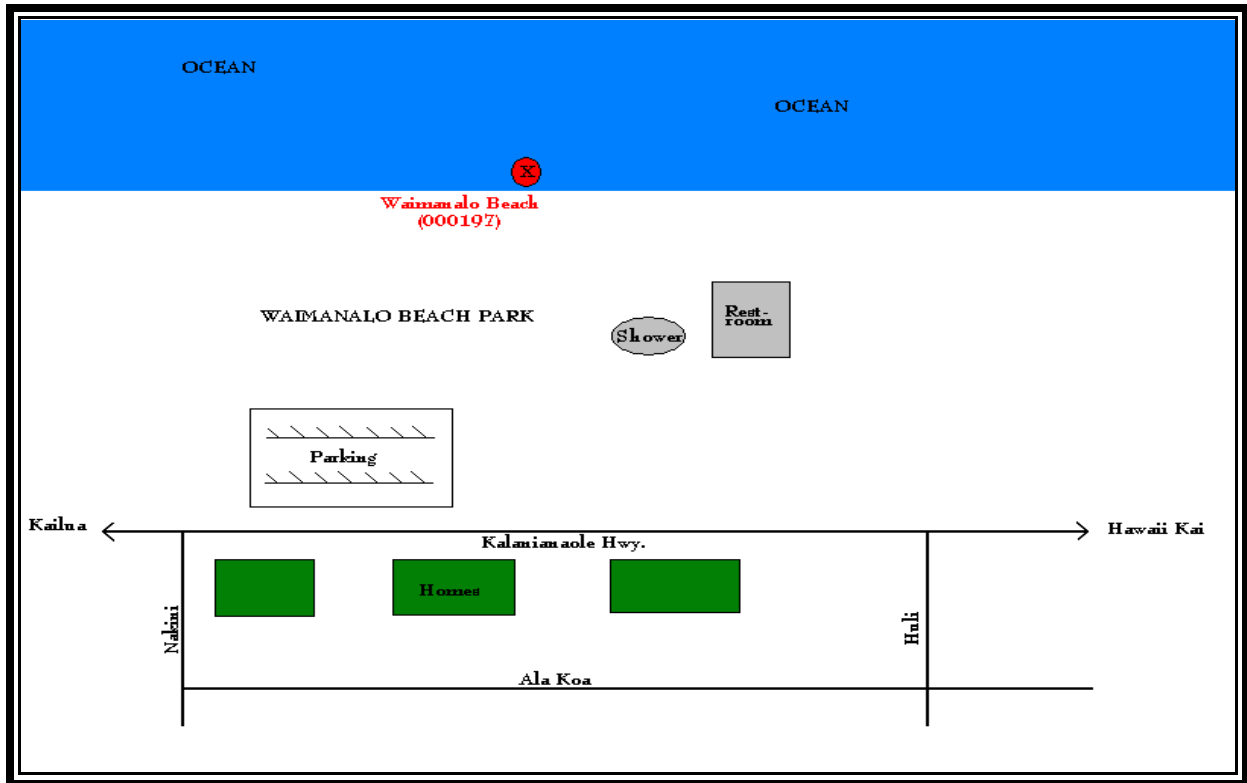 OCEAN
OCEAN
X
Waimanalo Beach
(000197)
WAIMANALO BEACH PARK
Rest-
room
Shower
Parking
Kailua
Hawaii Kai
Kalanianaole Hwy.
Homes
Nakini
Huli
Ala Koa